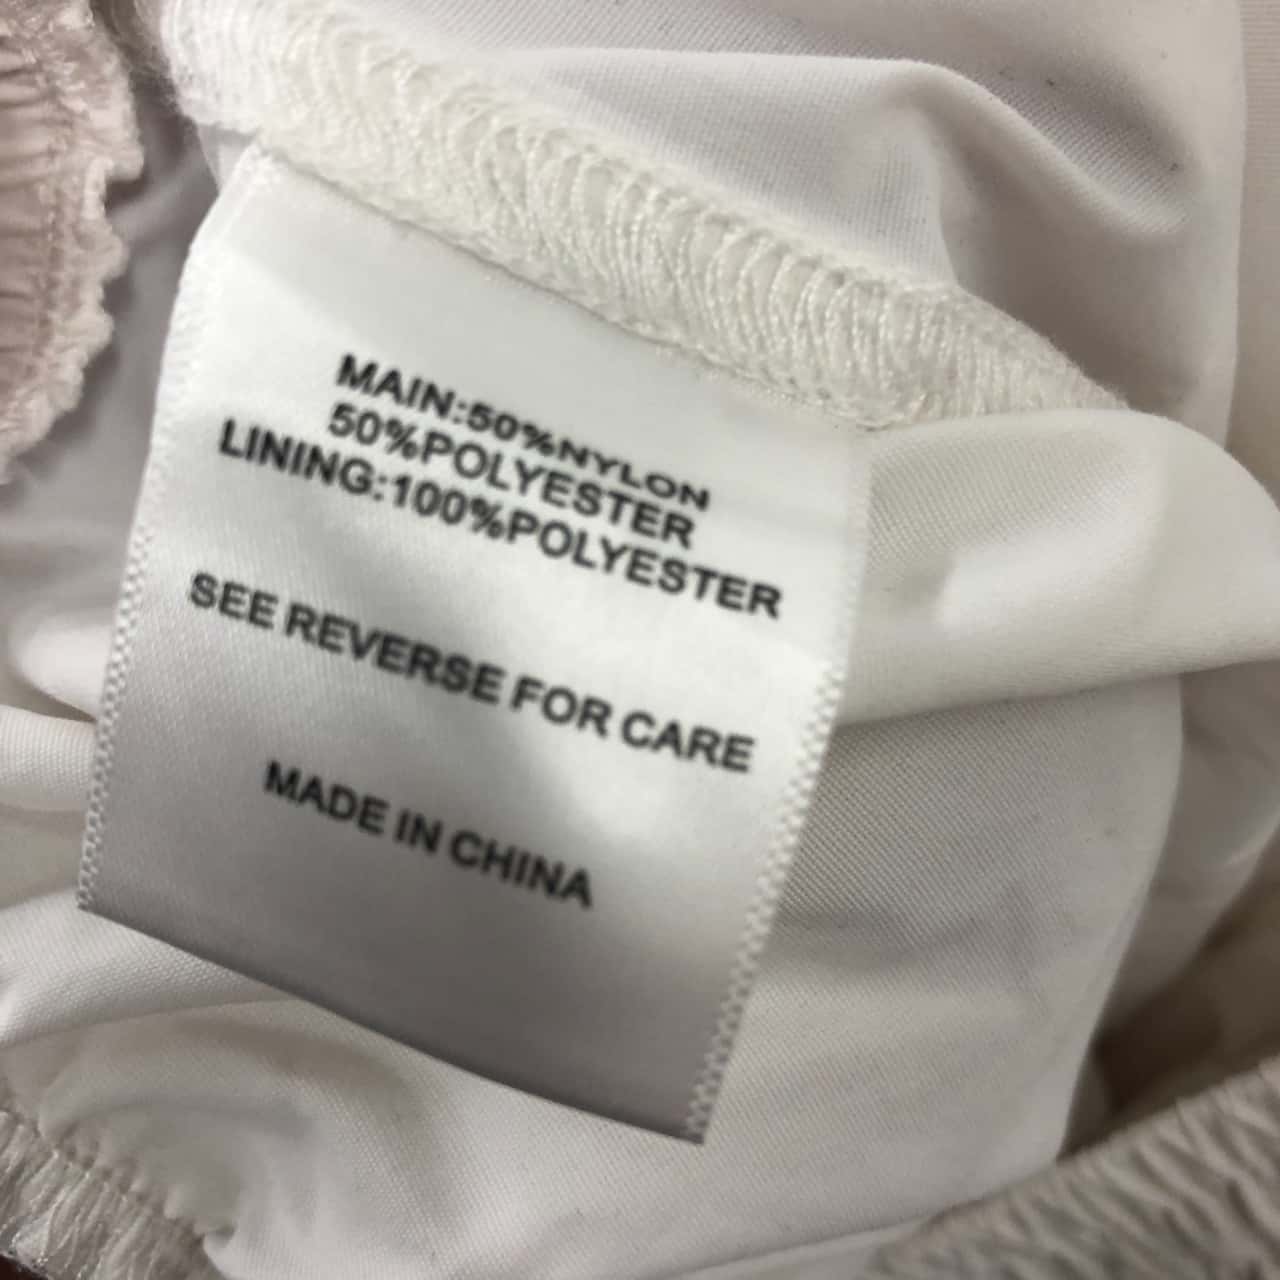 MAIN:50%NYLON
50%POLYESTER
LINING:100%POLYESTER
SEE REVERSE FOR CARE
MADE IN CHINA